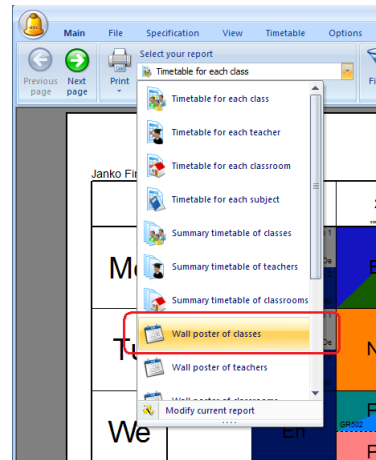 Main File Specification View Timetable Options
Select your report
Timetable for each class
Previous page
Next page
Print
Timetable for each class
Timetable for each teacher
Timetable for each classroom
Timetable for each subject
Summary timetable of classes
Summary timetable of teachers
Summary timetable of classrooms
Wall poster of classes
Wall poster of teachers
Modify current report
Janko
We
En
GR502